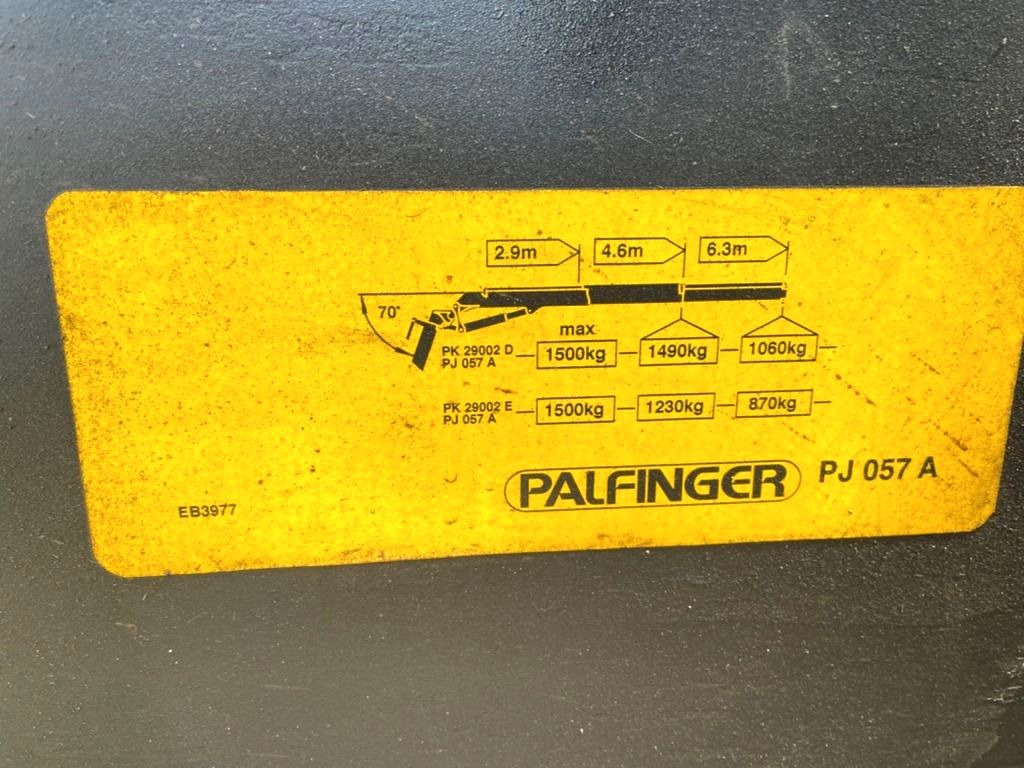 2.9m 4.6m 6.3m
70°
max
PK 29002 D
PJ 057 A
1500kg 1490kg 1060kg
PK 29002 E
PJ 057 A
1500kg 1230kg 870kg
PALFINGER PJ 057 A
EB3977